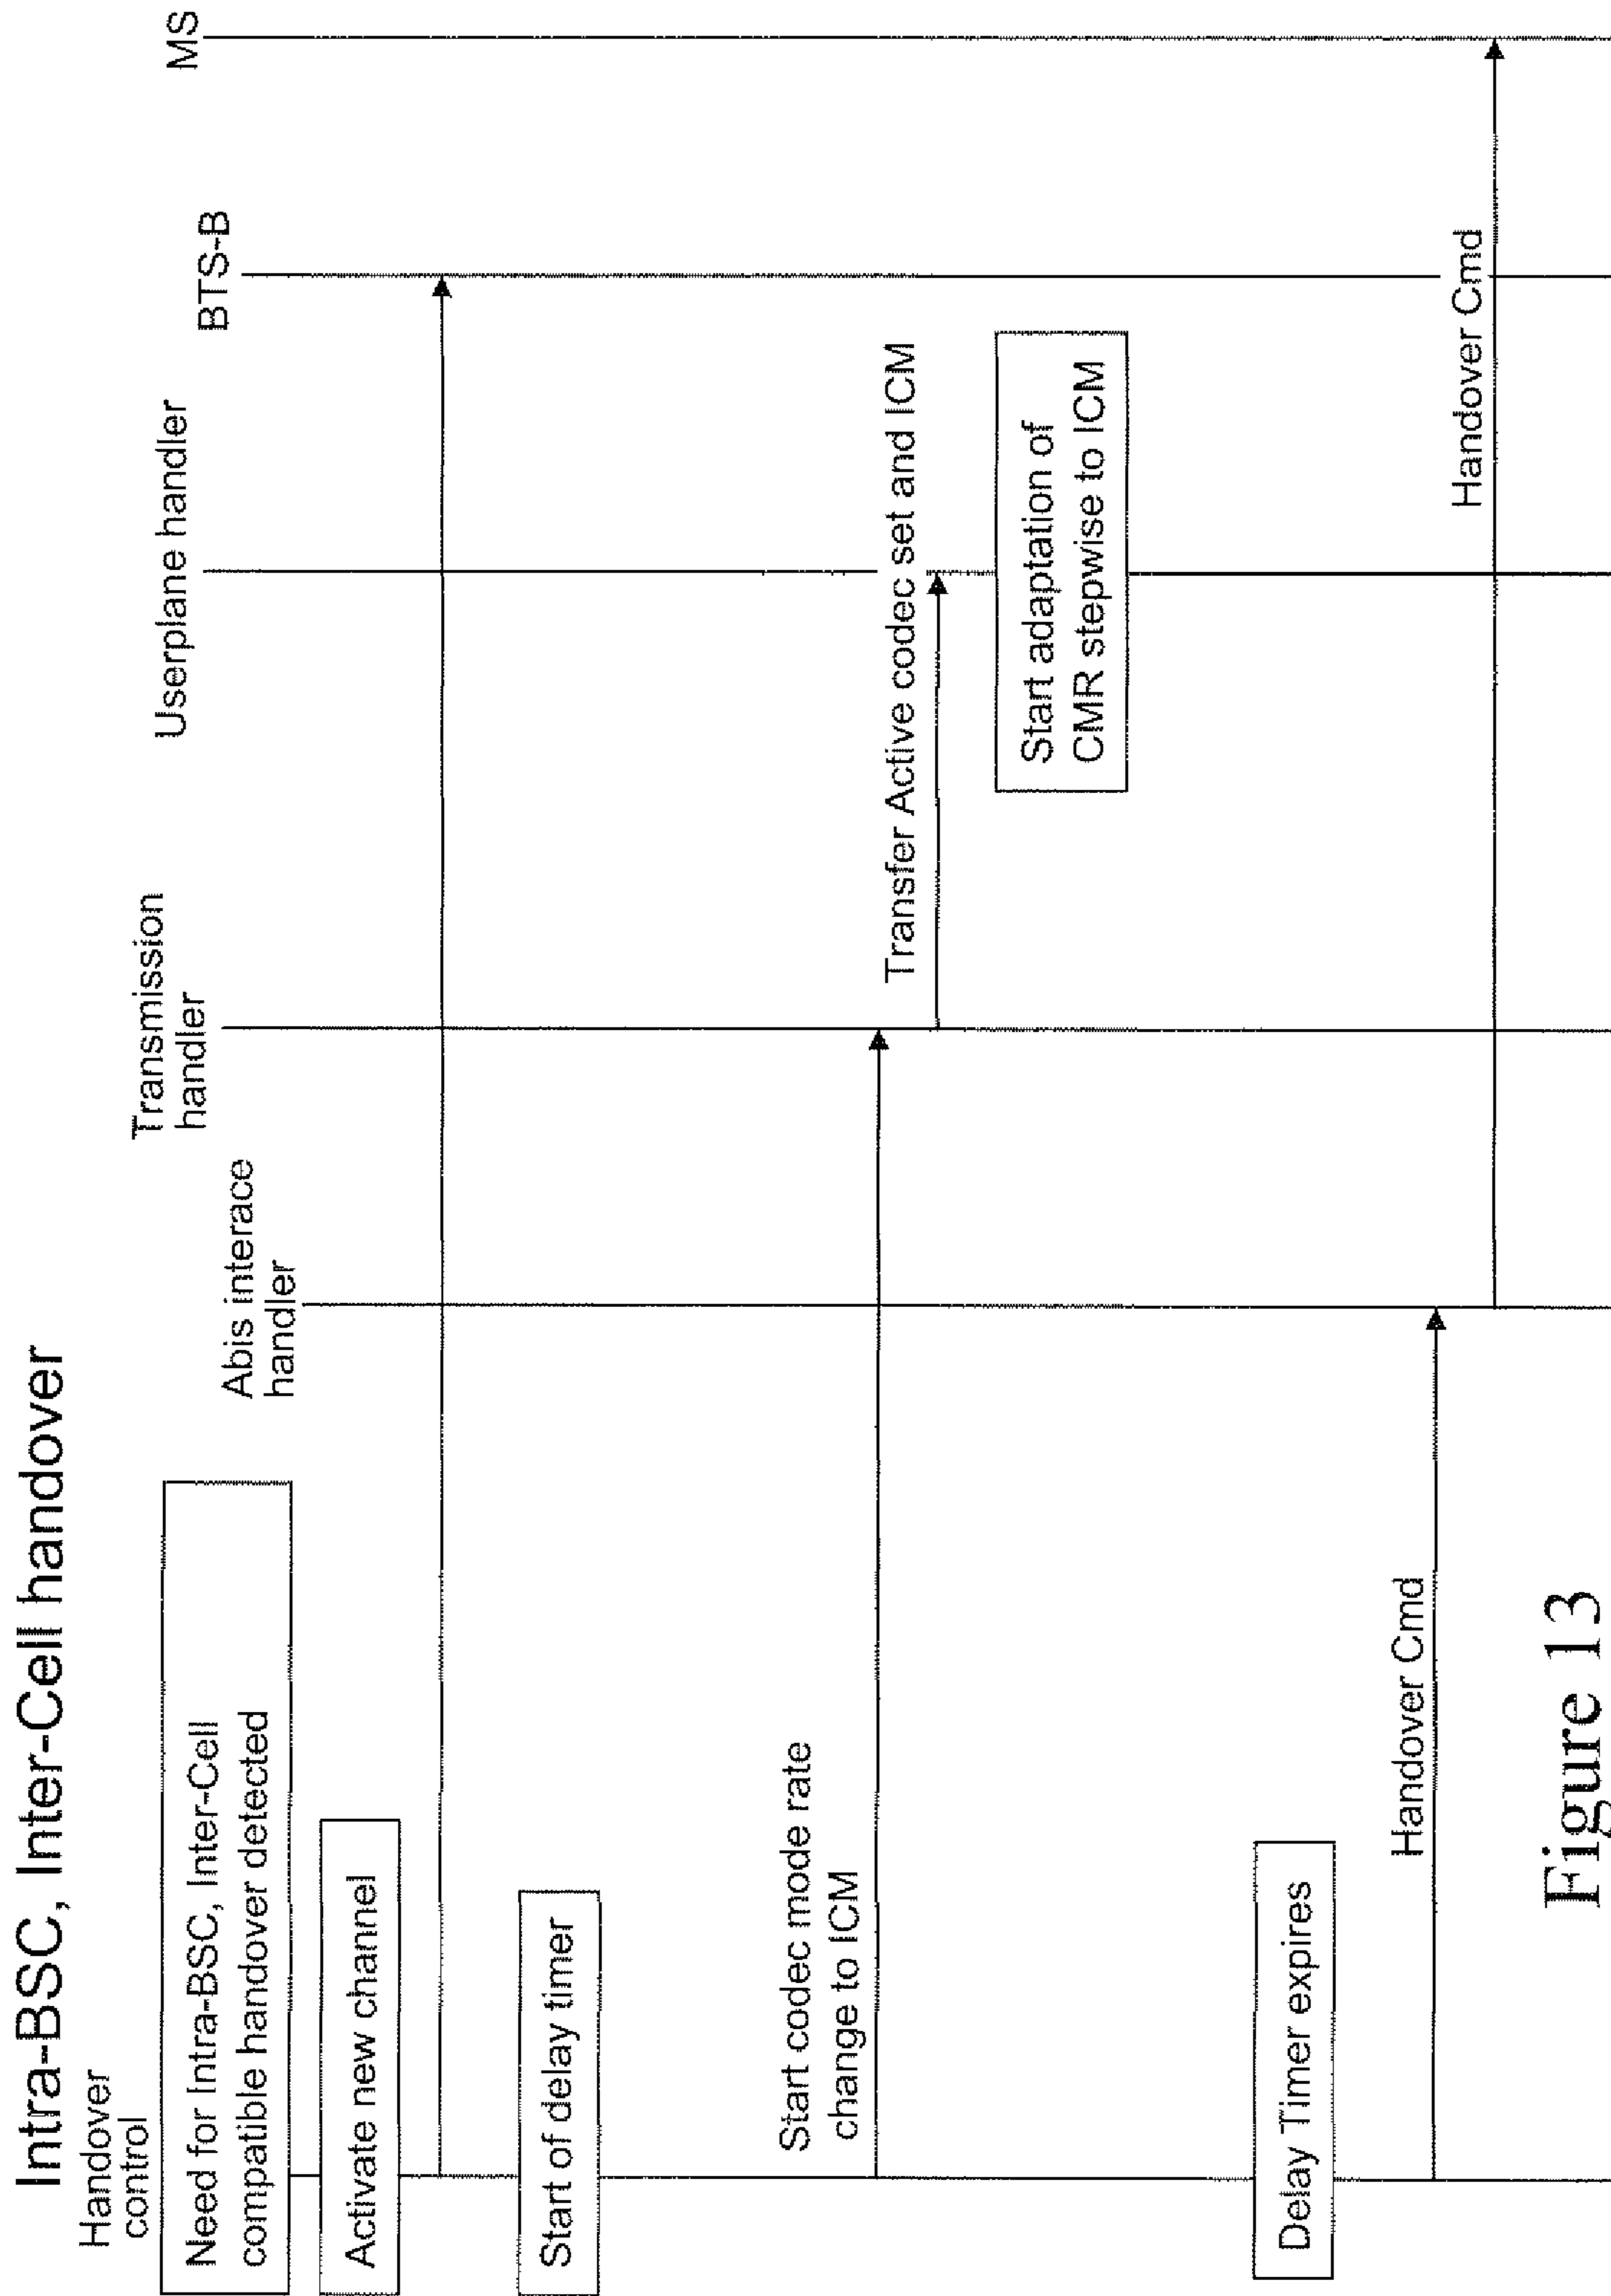 Intra-BSC, Inter-Cell handover
Handover
control
Abis interace
handler
Transmission
handler
Userplane handler
BTS-B
MS
Need for Intra-BSC, Inter-Cell
compatible handover detected
Activate new channel
Start of delay timer
Start codec mode rate
change to ICM
Transfer Active codec set and ICM
Start adaptation of
CMR stepwise to ICM
Delay Timer expires
Handover Cmd
Handover Cmd
Figure 13